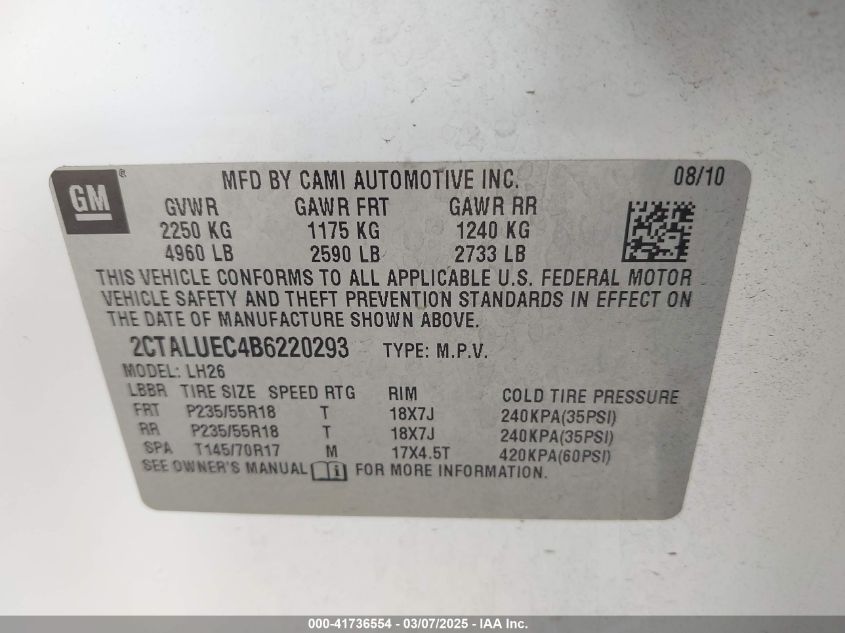 GM
MFD BY CAMI AUTOMOTIVE INC. 08/10
GVWR GAWR FRT GAWR RR
2250 KG 1175 KG 1240 KG
4960 LB 2590 LB 2733 LB
THIS VEHICLE CONFORMS TO ALL APPLICABLE U.S. FEDERAL MOTOR
VEHICLE SAFETY AND THEFT PREVENTION STANDARDS IN EFFECT ON
THE DATE OF MANUFACTURE SHOWN ABOVE.
2CTALUEC4B6220293 TYPE: M.P.V.
MODEL: LH26
LBBR TIRE SIZE SPEED RTG RIM COLD TIRE PRESSURE
FRT P235/55R18 T 18X7J 240KPA(35PSI)
RR P235/55R18 T 18X7J 240KPA(35PSI)
SPA T145/70R17 M 17X4.5T 420KPA(60PSI)
SEE OWNER'S MANUAL FOR MORE INFORMATION.
000-41736554 - 03/07/2025 - IAA Inc.